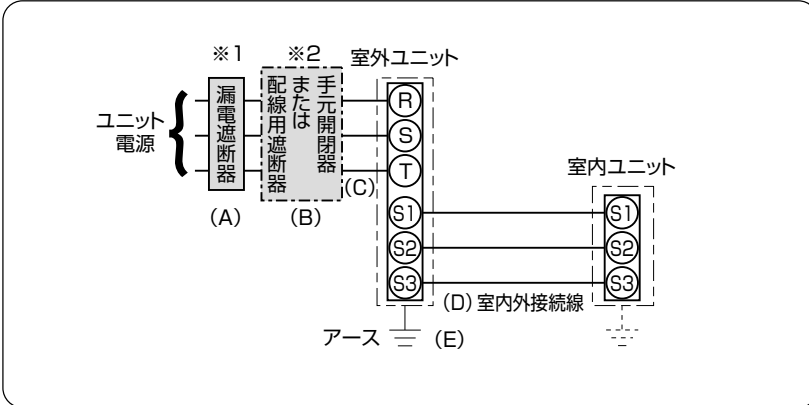 ※1
※2
室外ユニット
漏電遮断器
手元開閉器
または
配線用遮断器
ユニット
電源
R
S
T
(A)
(B)
(C)
室内ユニット
S1
S2
S3
S1
S2
S3
(D) 室内外接続線
アース
(E)